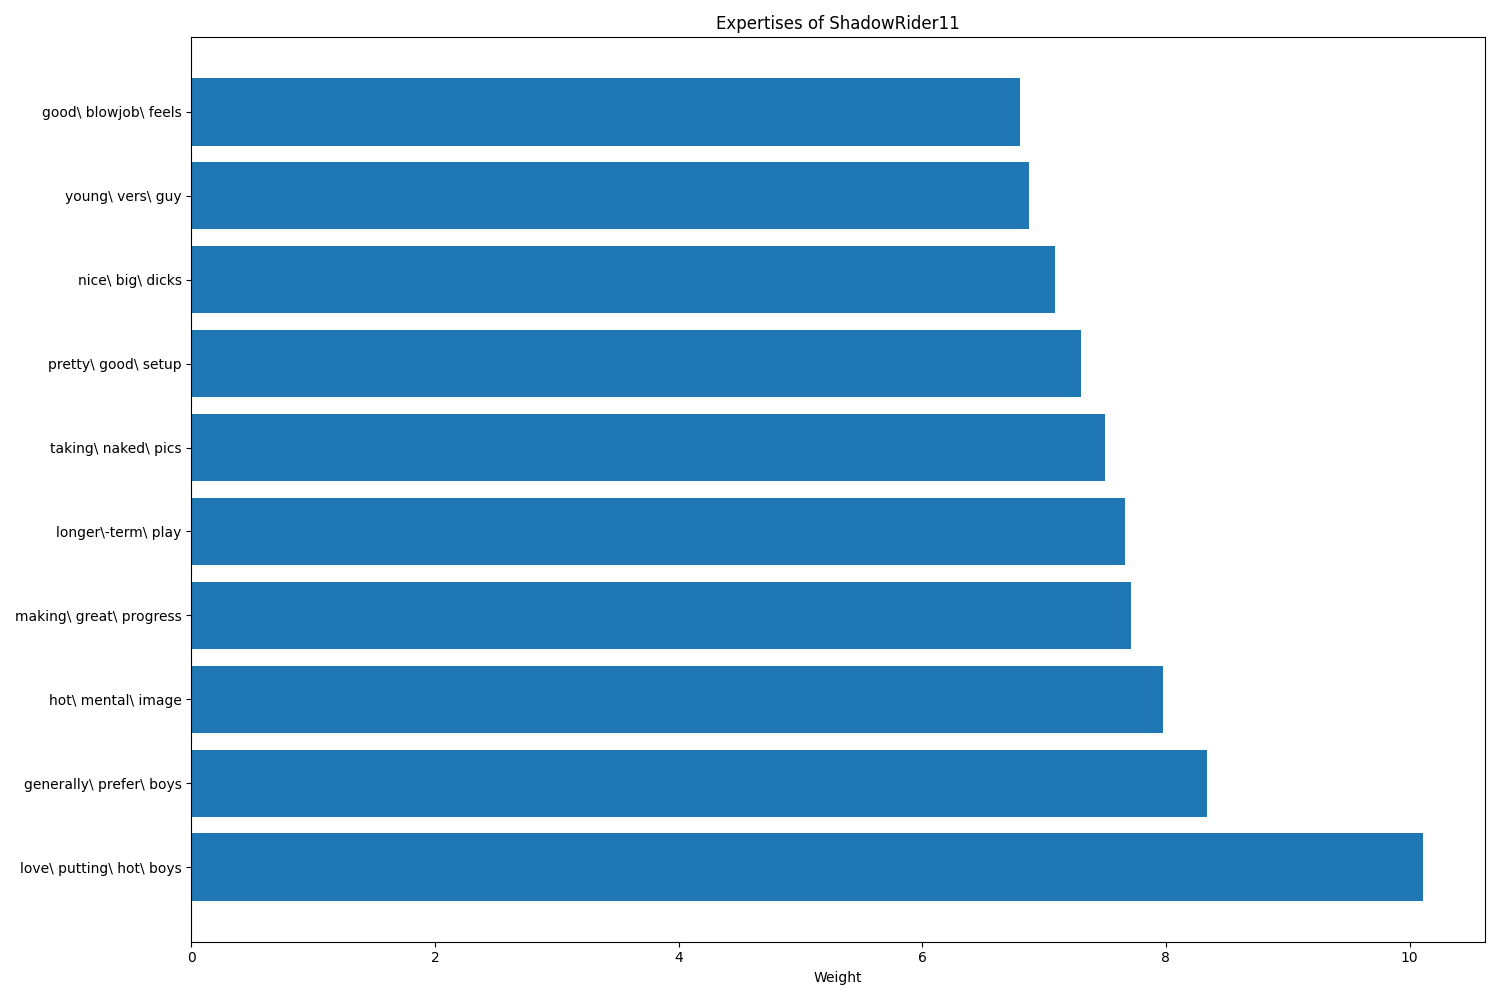 Expertises of ShadowRider11
good\ blowjob\ feels
young\ vers\ guy
nice\ big\ dicks
pretty\ good\ setup
taking\ naked\ pics
longer\-term\ play
making\ great\ progress
hot\ mental\ image
generally\ prefer\ boys
love\ putting\ hot\ boys
0 2 4 6 8 10
Weight